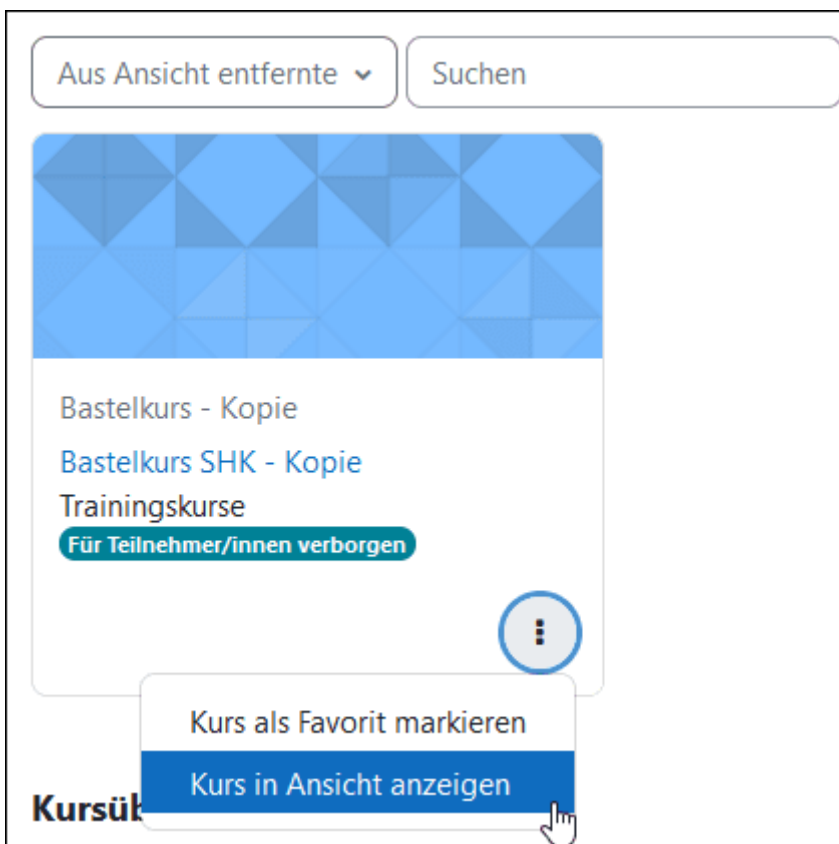 Aus Ansicht entfernte
Suchen
Bastelkurs - Kopie
Bastelkurs SHK - Kopie
Trainingskurse
Für Teilnehmer/innen verborgen
Kurs als Favorit markieren
Kurs in Ansicht anzeigen